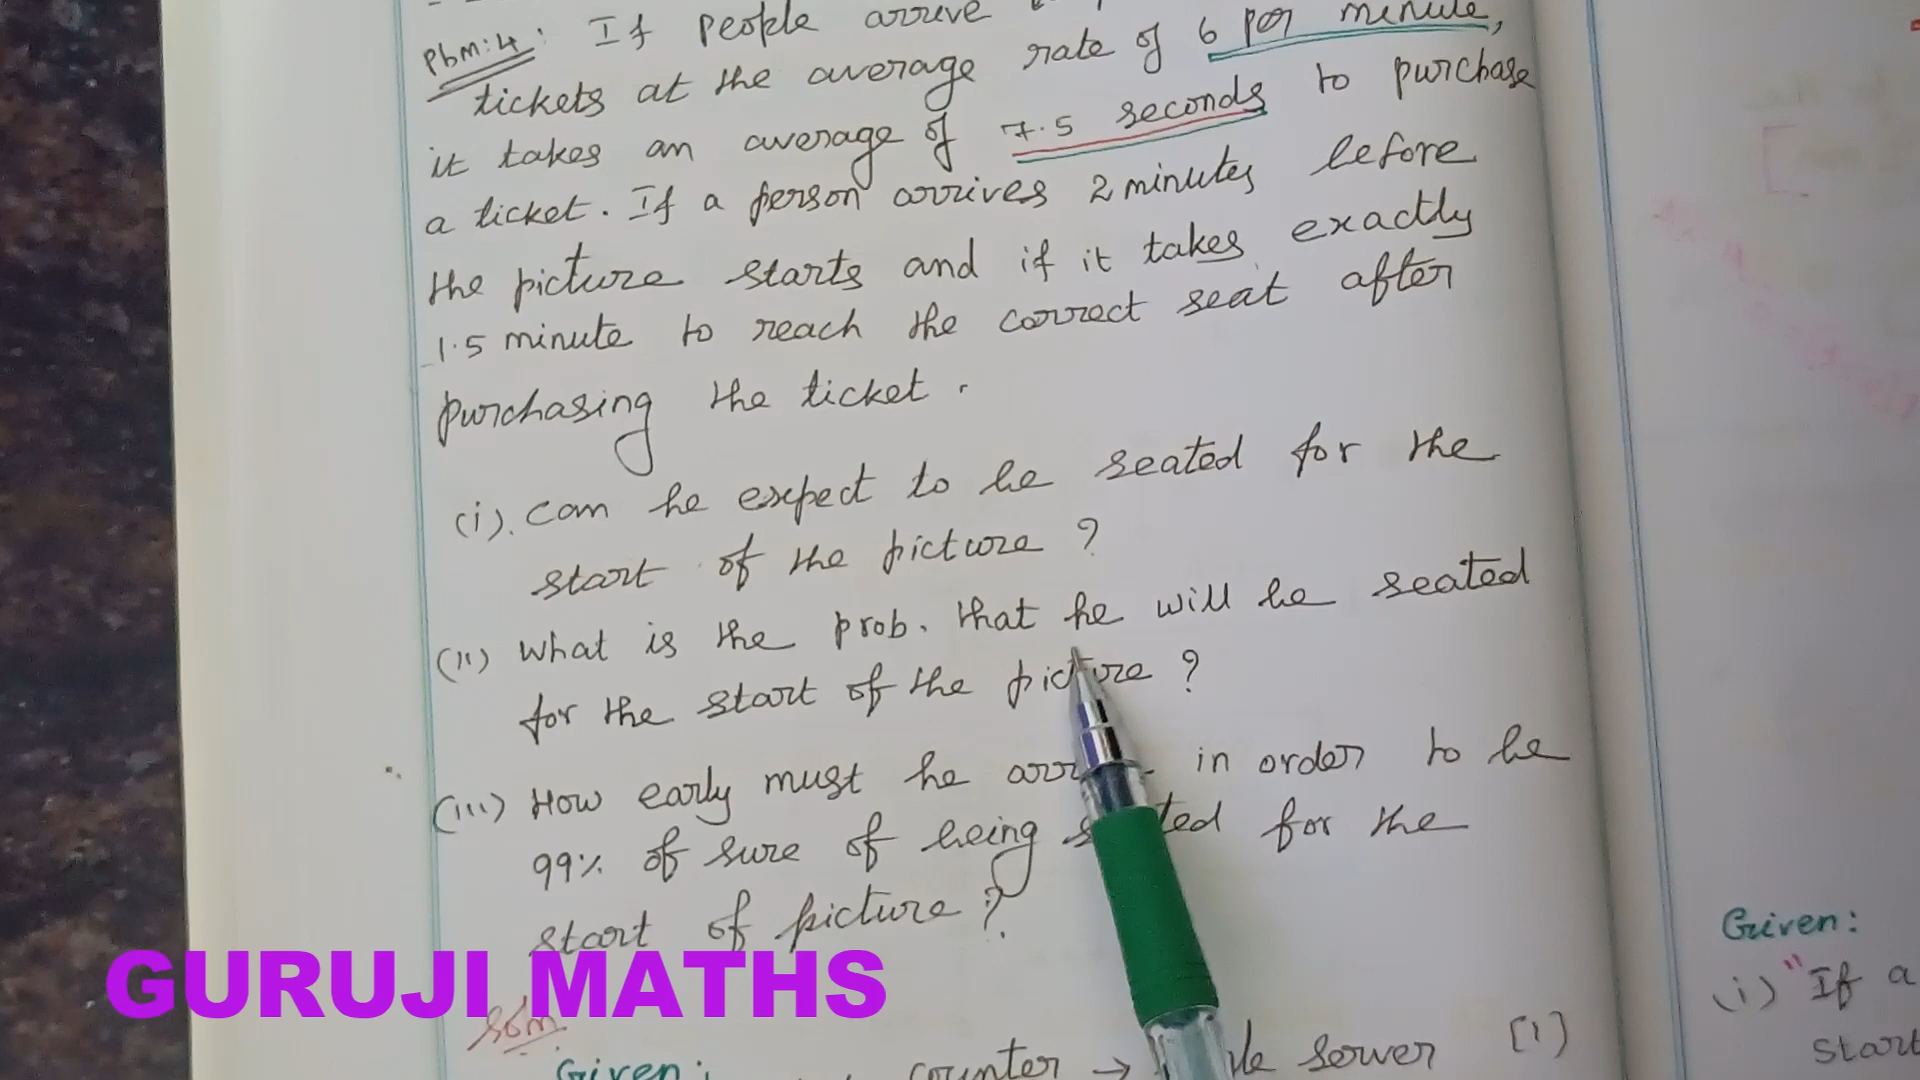 Pbm:4: If people arrive
tickets at the average rate of 6 per minute,
it takes an average of 7.5 seconds to purchase
a ticket. If a person arrives 2 minutes before
the picture starts and if it takes exactly
1.5 minute to reach the correct seat after
purchasing the ticket.
(i). can he expect to be seated for the
start of the picture ?
(ii) What is the prob. that he will be seated
for the start of the picture ?
(iii) How early must he in order to be
99% of sure of being for the
start of picture ?
GURUJI MATHS
Soln
Given: counter → server [1]
Given:
(i) "If a
start